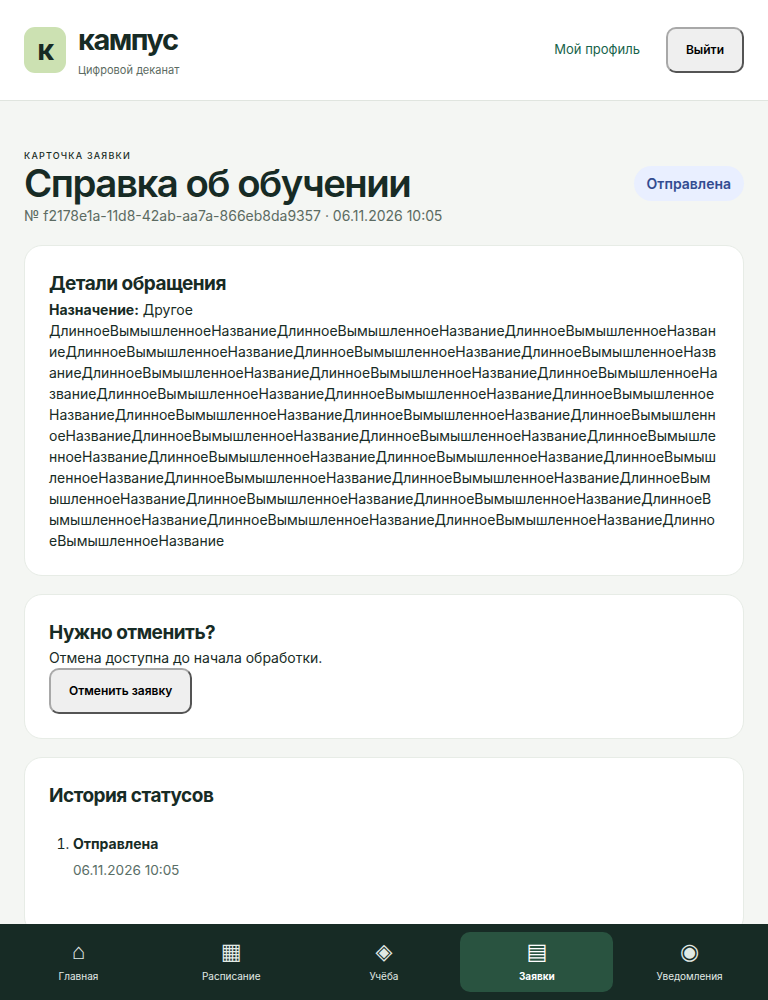 к
кампус
Цифровой деканат
Мой профиль
Выйти
КАРТОЧКА ЗАЯВКИ
Справка об обучении
Отправлена
№ f2178e1a-11d8-42ab-aa7a-866eb8da9357 · 06.11.2026 10:05
Детали обращения
Назначение: Другое
ДлинноеВымышленноеНазваниеДлинноеВымышленноеНазваниеДлинноеВымышленноеНазван
иеДлинноеВымышленноеНазваниеДлинноеВымышленноеНазваниеДлинноеВымышленноеНазв
аниеДлинноеВымышленноеНазваниеДлинноеВымышленноеНазваниеДлинноеВымышленноеНа
званиеДлинноеВымышленноеНазваниеДлинноеВымышленноеНазваниеДлинноеВымышленное
НазваниеДлинноеВымышленноеНазваниеДлинноеВымышленноеНазваниеДлинноеВымышленн
оеНазваниеДлинноеВымышленноеНазваниеДлинноеВымышленноеНазваниеДлинноеВымышле
нноеНазваниеДлинноеВымышленноеНазваниеДлинноеВымышленноеНазваниеДлинноеВымыш
ленноеНазваниеДлинноеВымышленноеНазваниеДлинноеВымышленноеНазваниеДлинноеВым
ышленноеНазваниеДлинноеВымышленноеНазваниеДлинноеВымышленноеНазваниеДлинноеВ
ымышленноеНазваниеДлинноеВымышленноеНазваниеДлинноеВымышленноеНазваниеДлинно
еВымышленноеНазвание
Нужно отменить?
Отмена доступна до начала обработки.
Отменить заявку
История статусов
1. Отправлена
06.11.2026 10:05
Главная
Расписание
Учёба
Заявки
Уведомления